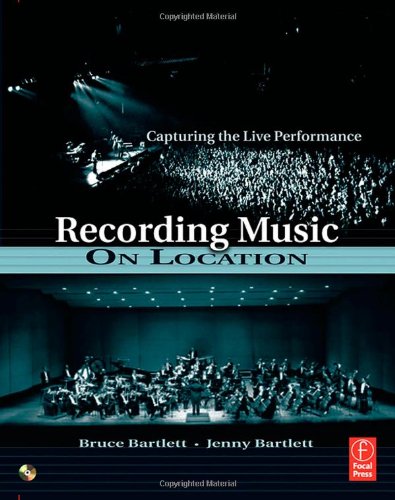 Copyrighted Material
Capturing the Live Performance
Recording Music
ON LOCATION
Bruce Bartlett • Jenny Bartlett
Focal
Press
Copyrighted Material